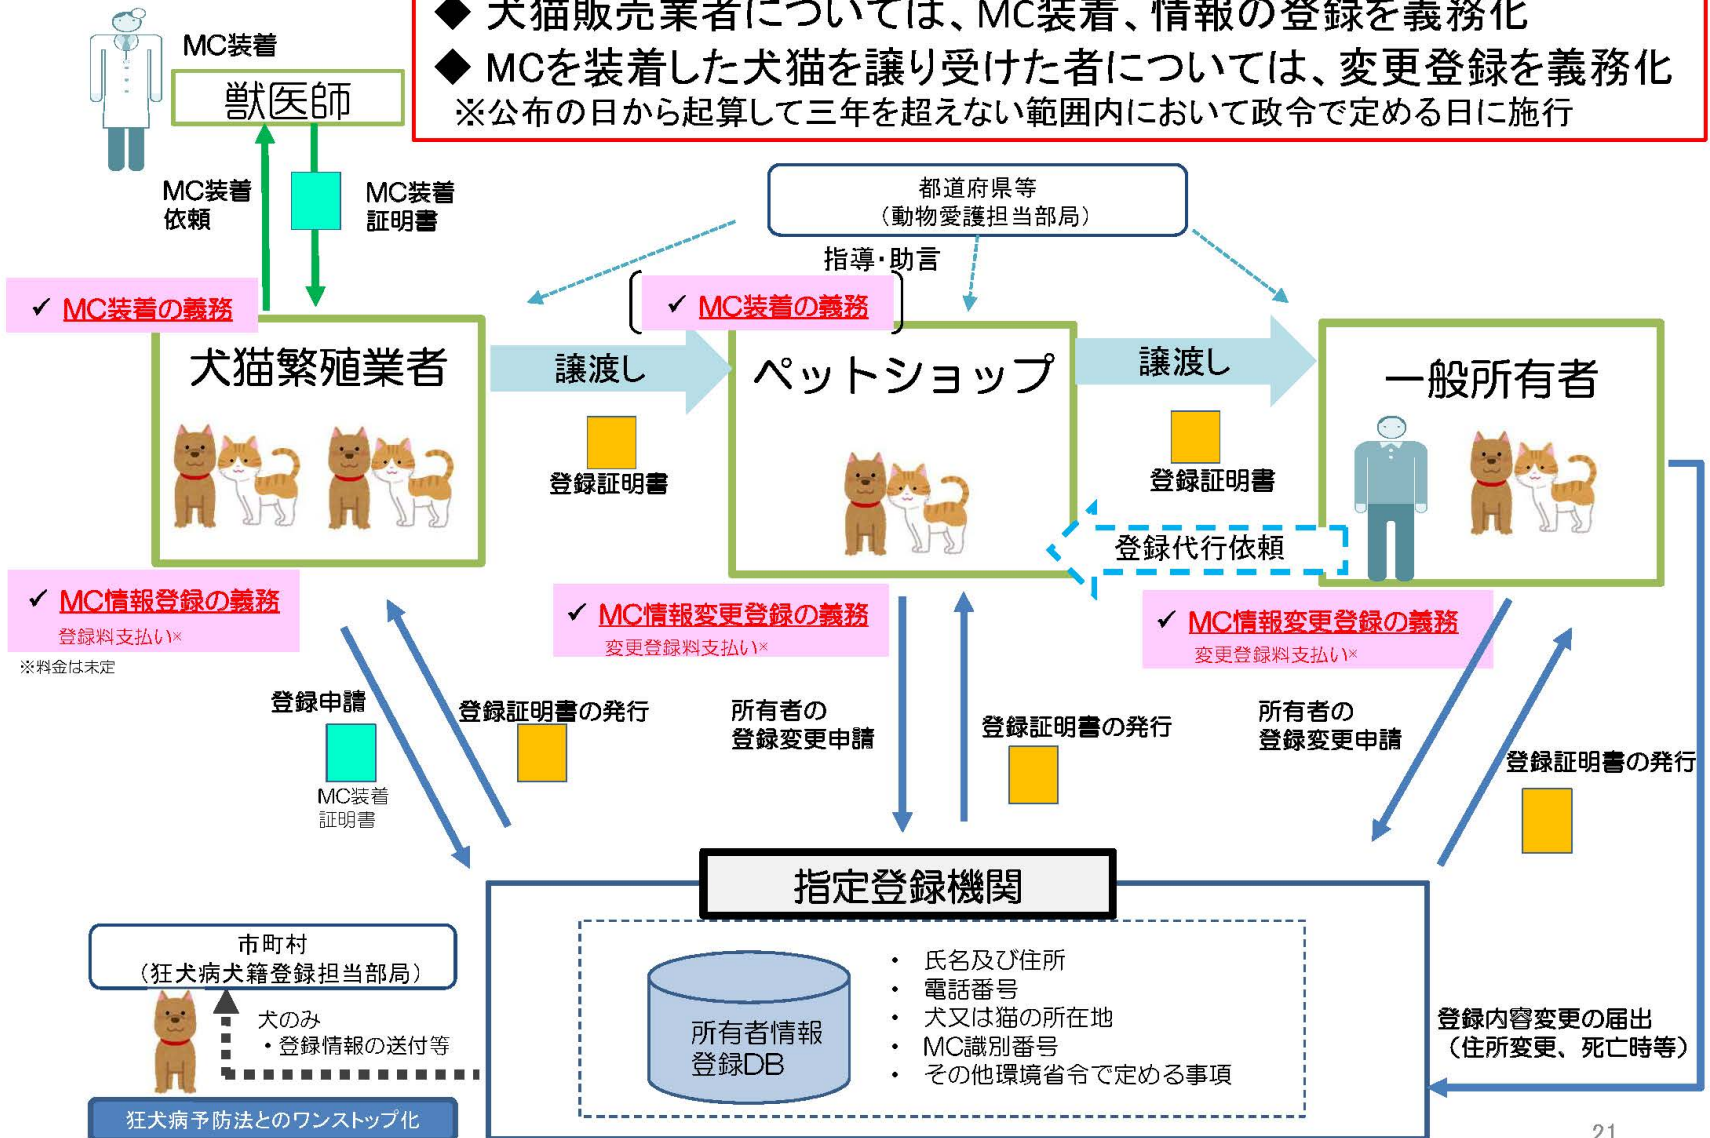 ◆ 犬猫販売業者については、MC装着、情報の登録を義務化
◆ MCを装着した犬猫を譲り受けた者については、変更登録を義務化
※公布の日から起算して三年を超えない範囲内において政令で定める日に施行
MC装着
獣医師
MC装着
依頼
MC装着
証明書
都道府県等
（動物愛護担当部局）
指導・助言
✓ MC装着の義務
✓ MC装着の義務
犬猫繁殖業者
譲渡し
ペットショップ
譲渡し
一般所有者
登録証明書
登録証明書
登録代行依頼
✓ MC情報登録の義務
登録料支払い※
※料金は未定
✓ MC情報変更登録の義務
変更登録料支払い※
✓ MC情報変更登録の義務
変更登録料支払い※
登録申請
MC装着
証明書
登録証明書の発行
所有者の
登録変更申請
登録証明書の発行
所有者の
登録変更申請
登録証明書の発行
指定登録機関
所有者情報
登録DB
・ 氏名及び住所
・ 電話番号
・ 犬又は猫の所在地
・ MC識別番号
・ その他環境省令で定める事項
市町村
（狂犬病犬籍登録担当部局）
犬のみ
・登録情報の送付等
狂犬病予防法とのワンストップ化
登録内容変更の届出
（住所変更、死亡時等）
21